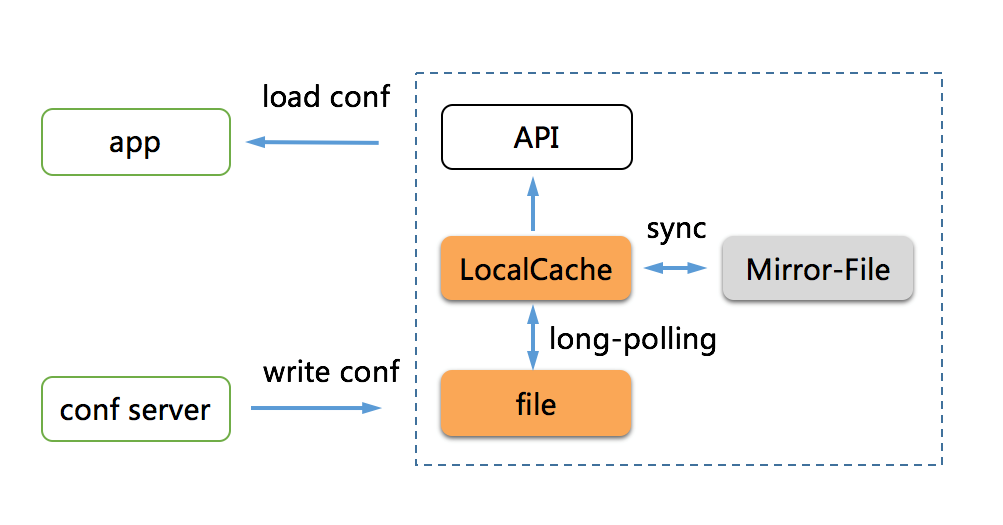 load conf
app
API
sync
LocalCache
Mirror-File
long-polling
write conf
conf server
file